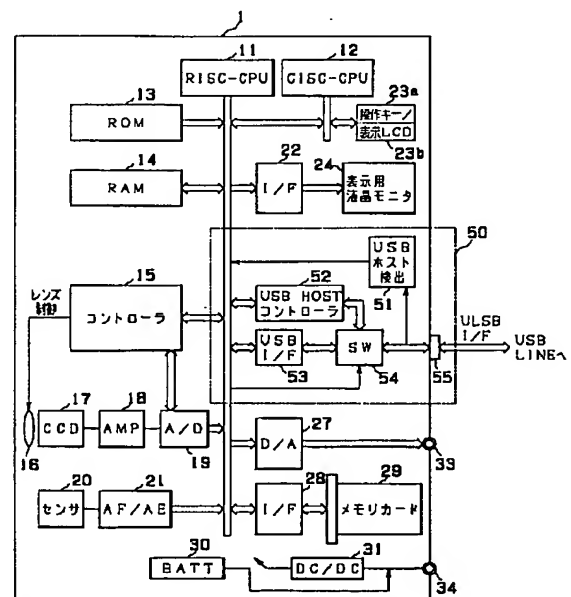 1
11
12
RISC-CPU
CISC-CPU
13
ROM
23a
操作キー/
表示LCD
23b
14
RAM
22
I/F
24
表示用
液晶モニタ
50
USB
ホスト
検出
51
15
コントローラ
レンズ
制御
52
USB HOST
コントローラ
USB
I/F
53
SW
54
ULSB
I/F
55
USB
LINEへ
16
17
CCD
18
AMP
A/D
19
27
D/A
33
20
センサ
21
AF/AE
28
I/F
29
メモリカード
30
BATT
31
DC/DC
34